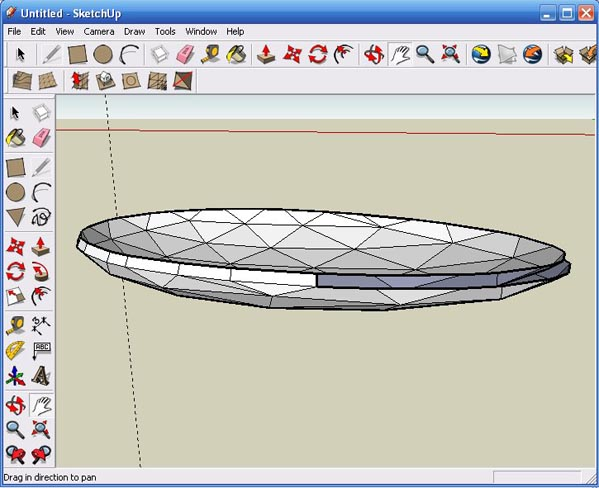 Untitled - SketchUp
File Edit View Camera Draw Tools Window Help
ABC
A
Drag in direction to pan